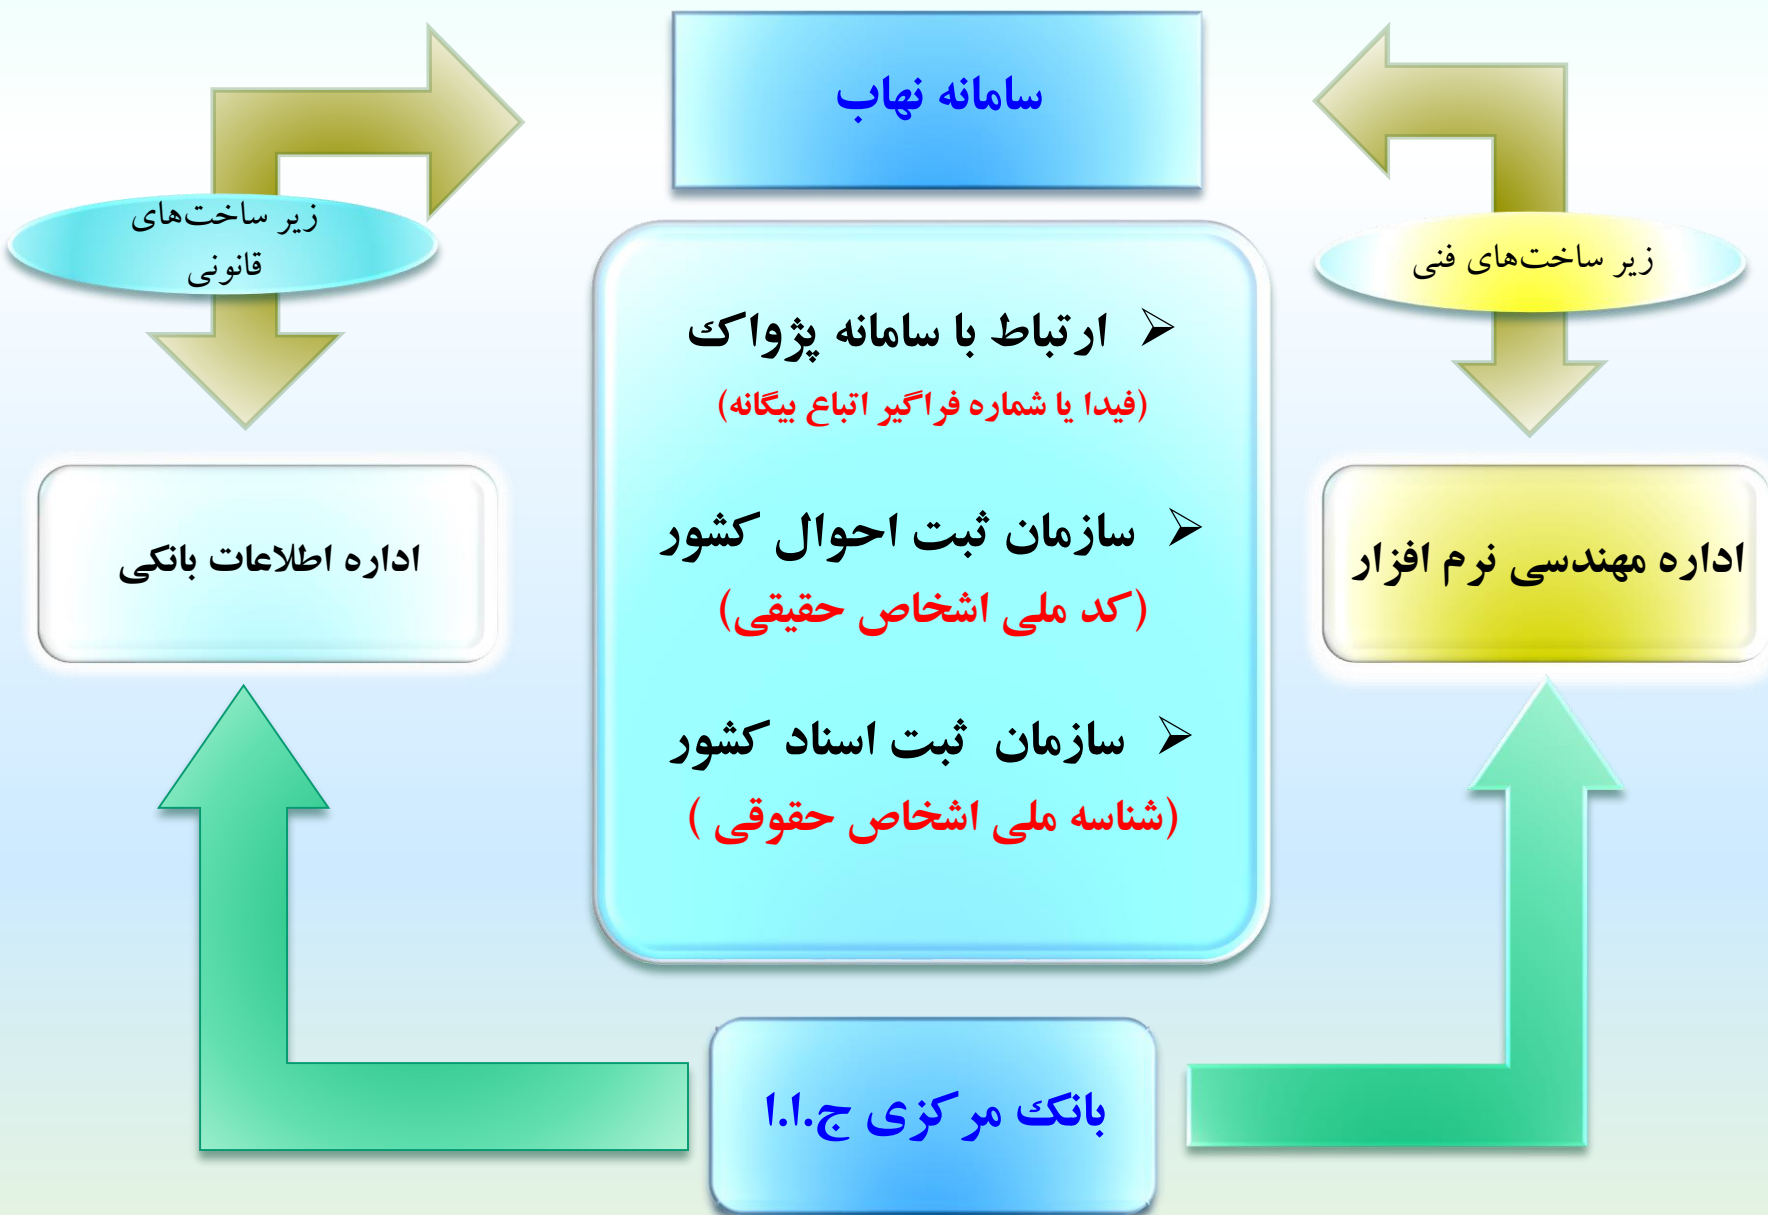 سامانه نهاب
زیر ساخت‌های فنی
زیر ساخت‌های
قانونی
➢ ارتباط با سامانه پژواک
(فیدا یا شماره فراگیر اتباع بیگانه)
➢ سازمان ثبت احوال کشور
(کد ملی اشخاص حقیقی)
➢ سازمان ثبت اسناد کشور
(شناسه ملی اشخاص حقوقی )
اداره مهندسی نرم افزار
اداره اطلاعات بانکی
بانک مرکزی ج.ا.ا